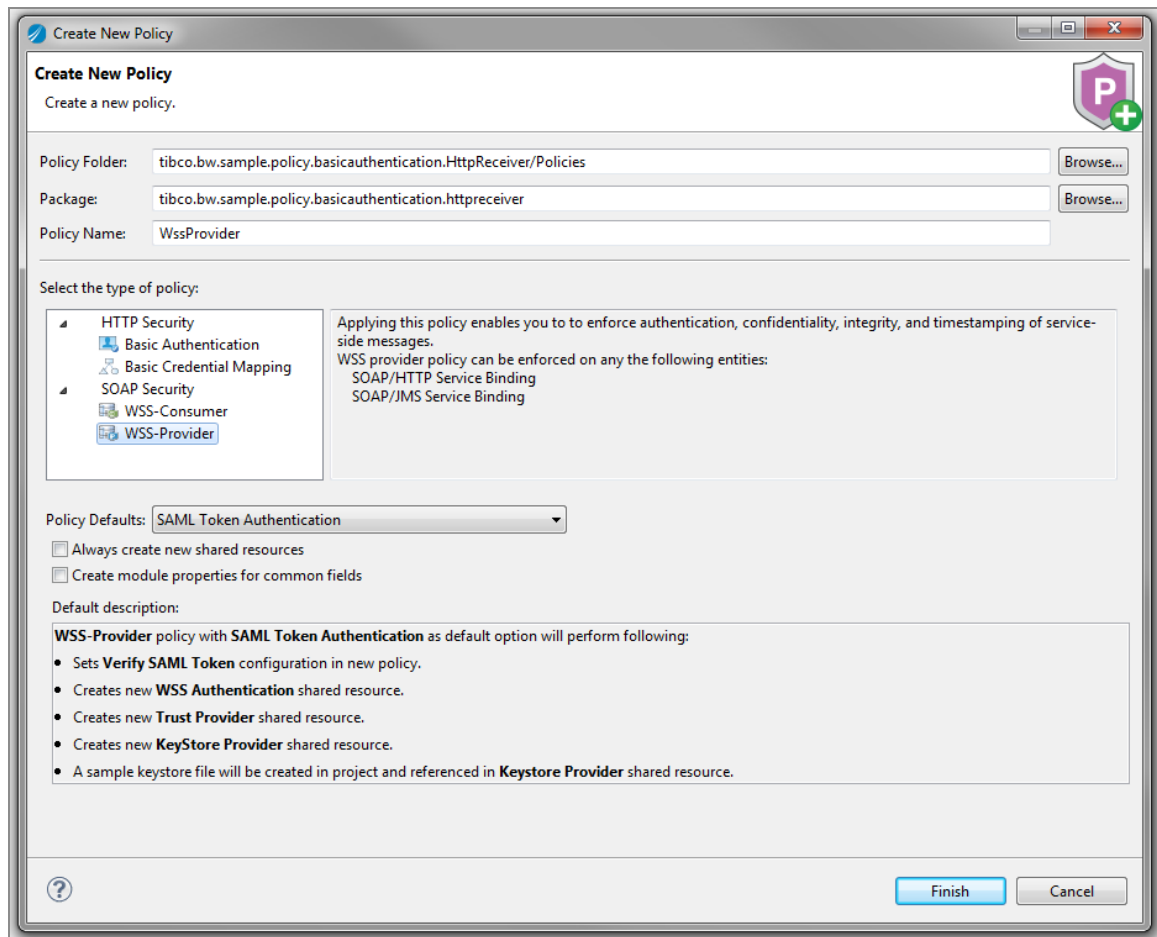 Create New Policy
Create New Policy
Create a new policy.
P
Policy Folder: tibco.bw.sample.policy.basicauthentication.HttpReceiver/Policies Browse...
Package: tibco.bw.sample.policy.basicauthentication.httpreceiver Browse...
Policy Name: WssProvider
Select the type of policy:
HTTP Security
Basic Authentication
Basic Credential Mapping
SOAP Security
WSS-Consumer
WSS-Provider
Applying this policy enables you to to enforce authentication, confidentiality, integrity, and timestamping of service-
side messages.
WSS provider policy can be enforced on any the following entities:
SOAP/HTTP Service Binding
SOAP/JMS Service Binding
Policy Defaults: SAML Token Authentication
Always create new shared resources
Create module properties for common fields
Default description:
WSS-Provider policy with SAML Token Authentication as default option will perform following:
• Sets Verify SAML Token configuration in new policy.
• Creates new WSS Authentication shared resource.
• Creates new Trust Provider shared resource.
• Creates new KeyStore Provider shared resource.
• A sample keystore file will be created in project and referenced in Keystore Provider shared resource.
? Finish Cancel